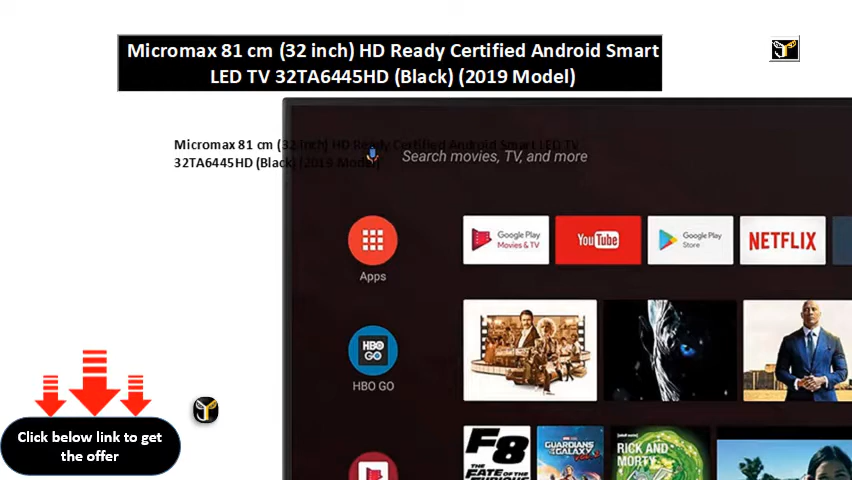 Micromax 81 cm (32 inch) HD Ready Certified Android Smart
LED TV 32TA6445HD (Black) (2019 Model)
Micromax 81 cm (32 inch) HD Ready Certified Android Smart LED TV
32TA6445HD (Black) (2019 Model)
Search movies, TV, and more
Google Play
Movies & TV
YouTube
Google Play
Store
NETFLIX
Apps
HBO
GO
HBO GO
Click below link to get
the offer
F8
THE FATE OF THE
FURIOUS
GUARDIANS
OF THE GALAXY
[adult swim]
RICK AND
MORTY